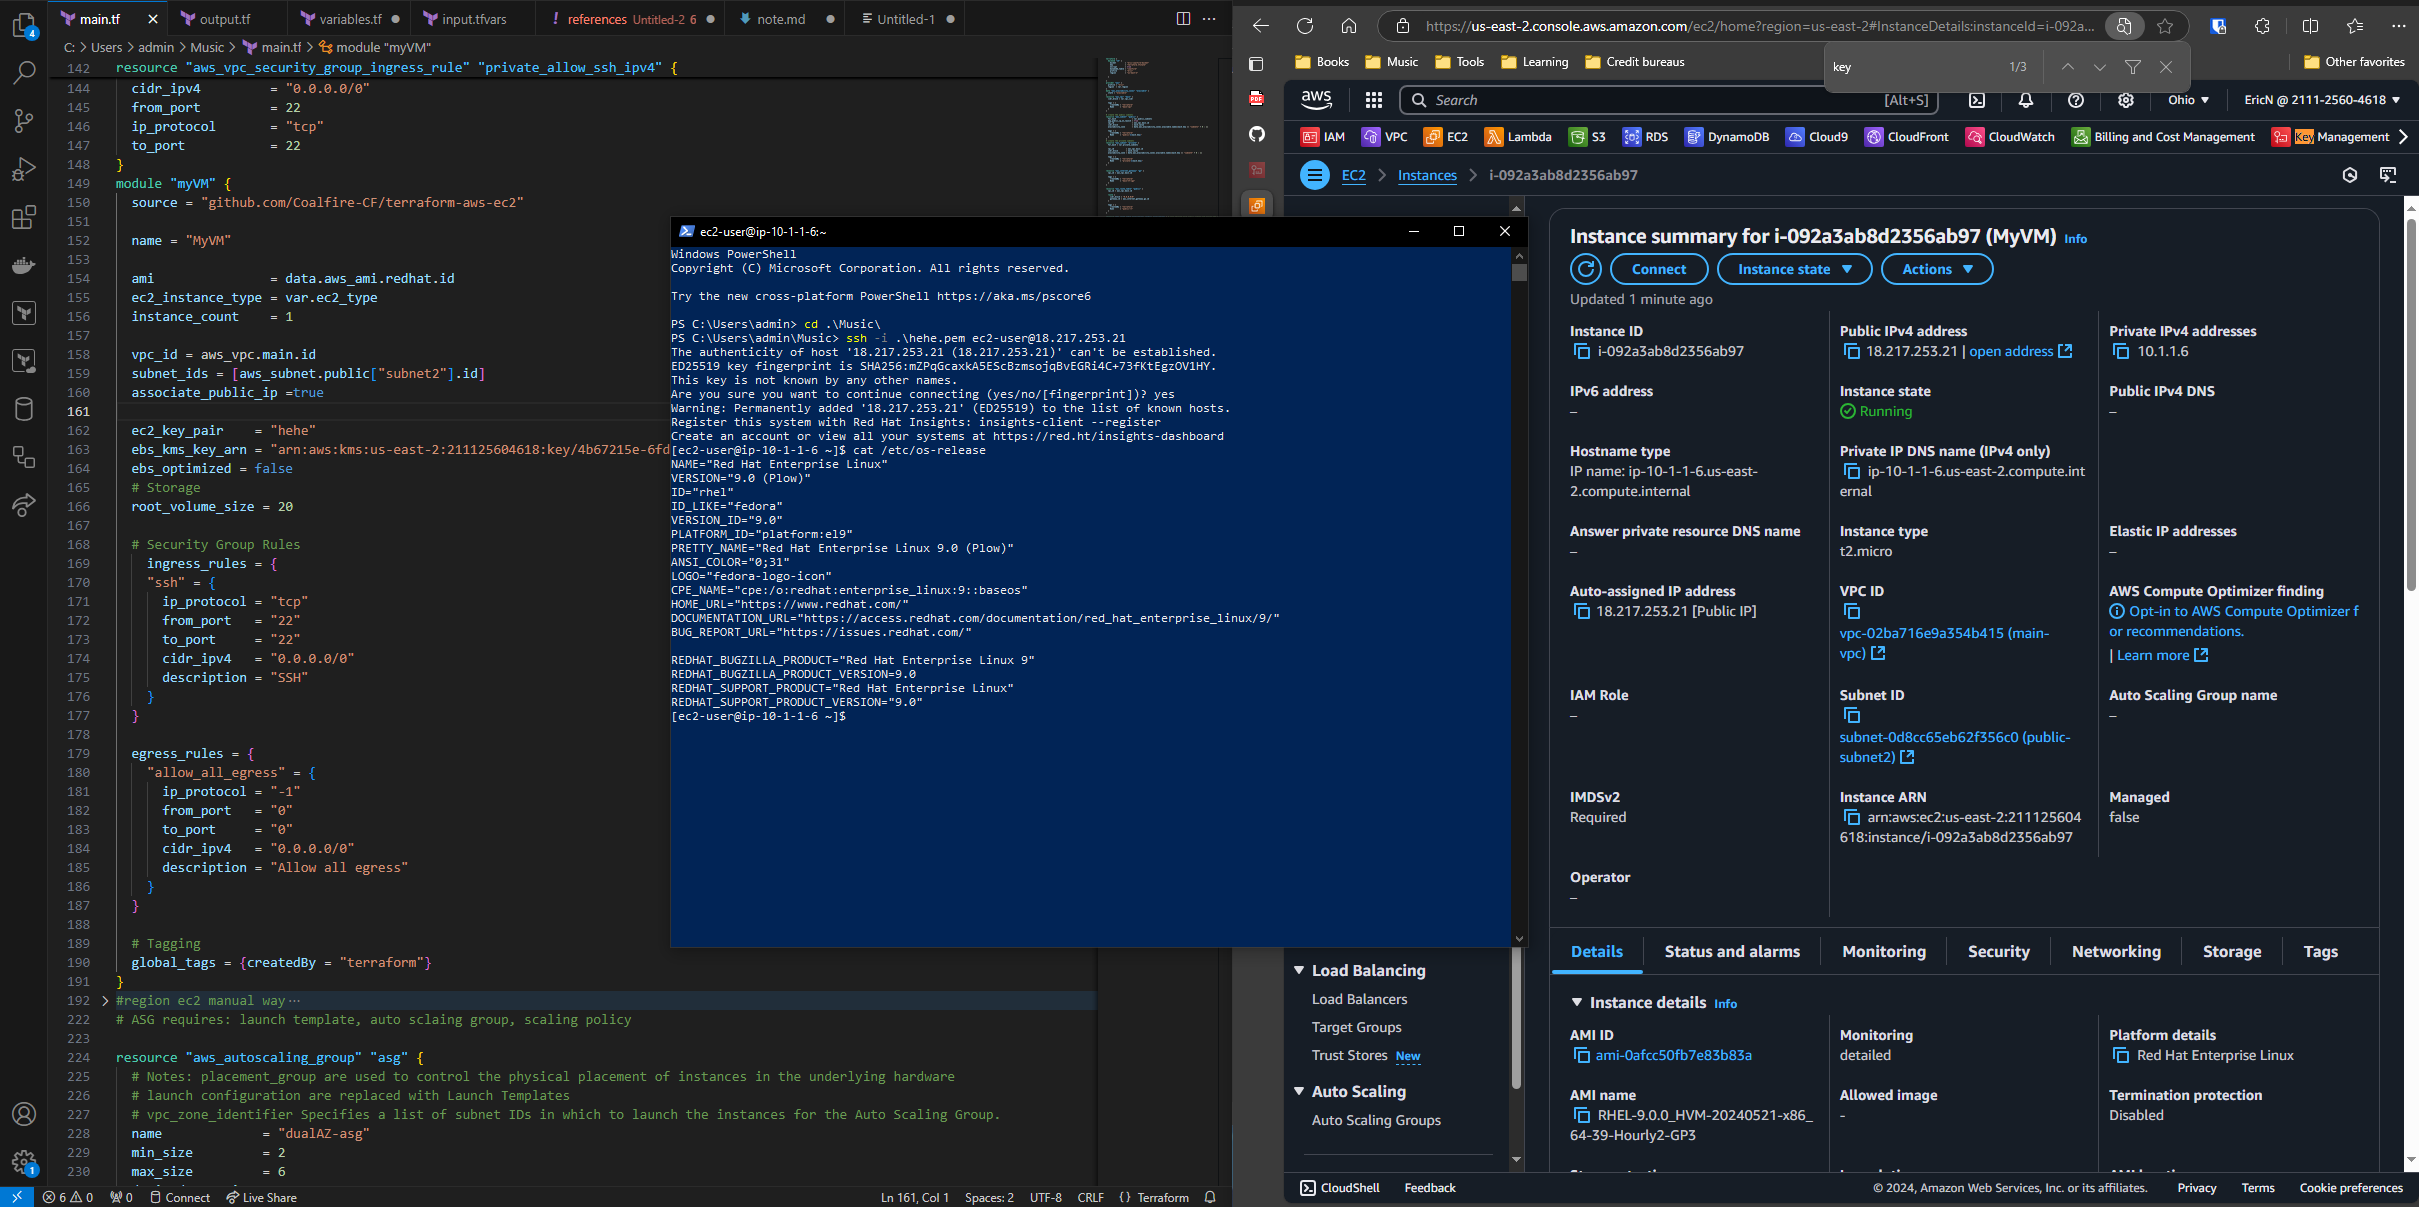 main.tf
output.tf
variables.tf
input.tfvars
! references Untitled-2 6
note.md
Untitled-1
C: > Users > admin > Music > main.tf > module "myVM"
142 resource "aws_vpc_security_group_ingress_rule" "private_allow_ssh_ipv4" {
144 cidr_ipv4 = "0.0.0.0/0"
145 from_port = 22
146 ip_protocol = "tcp"
147 to_port = 22
148 }
149 module "myVM" {
150 source = "github.com/Coalfire-CF/terraform-aws-ec2"
151
152 name = "MyVM"
153
154 ami = data.aws_ami.redhat.id
155 ec2_instance_type = var.ec2_type
156 instance_count = 1
157
158 vpc_id = aws_vpc.main.id
159 subnet_ids = [aws_subnet.public["subnet2"].id]
160 associate_public_ip =true
161
162 ec2_key_pair = "hehe"
163 ebs_kms_key_arn = "arn:aws:kms:us-east-2:211125604618:key/4b67215e-6fd
164 ebs_optimized = false
165 # Storage
166 root_volume_size = 20
167
168 # Security Group Rules
169 ingress_rules = {
170 "ssh" = {
171 ip_protocol = "tcp"
172 from_port = "22"
173 to_port = "22"
174 cidr_ipv4 = "0.0.0.0/0"
175 description = "SSH"
176 }
177 }
178
179 egress_rules = {
180 "allow_all_egress" = {
181 ip_protocol = "-1"
182 from_port = "0"
183 to_port = "0"
184 cidr_ipv4 = "0.0.0.0/0"
185 description = "Allow all egress"
186 }
187 }
188
189 # Tagging
190 global_tags = {createdBy = "terraform"}
191 }
192 #region ec2 manual way ···
222 # ASG requires: launch template, auto sclaing group, scaling policy
223
224 resource "aws_autoscaling_group" "asg" {
225 # Notes: placement_group are used to control the physical placement of instances in the underlying hardware
226 # launch configuration are replaced with Launch Templates
227 # vpc_zone_identifier Specifies a list of subnet IDs in which to launch the instances for the Auto Scaling Group.
228 name = "dualAZ-asg"
229 min_size = 2
230 max_size = 6
4
1
6 0 0 Connect Live Share Ln 161, Col 1 Spaces: 2 UTF-8 CRLF {} Terraform
ec2-user@ip-10-1-1-6:~
Windows PowerShell
Copyright (C) Microsoft Corporation. All rights reserved.
Try the new cross-platform PowerShell https://aka.ms/pscore6
PS C:\Users\admin> cd .\Music\
PS C:\Users\admin\Music> ssh -i .\hehe.pem ec2-user@18.217.253.21
The authenticity of host '18.217.253.21 (18.217.253.21)' can't be established.
ED25519 key fingerprint is SHA256:mZPqGcaxkA5EScBzmsojqBvEGRi4C+73fKtEgzOV1HY.
This key is not known by any other names.
Are you sure you want to continue connecting (yes/no/[fingerprint])? yes
Warning: Permanently added '18.217.253.21' (ED25519) to the list of known hosts.
Register this system with Red Hat Insights: insights-client --register
Create an account or view all your systems at https://red.ht/insights-dashboard
[ec2-user@ip-10-1-1-6 ~]$ cat /etc/os-release
NAME="Red Hat Enterprise Linux"
VERSION="9.0 (Plow)"
ID="rhel"
ID_LIKE="fedora"
VERSION_ID="9.0"
PLATFORM_ID="platform:el9"
PRETTY_NAME="Red Hat Enterprise Linux 9.0 (Plow)"
ANSI_COLOR="0;31"
LOGO="fedora-logo-icon"
CPE_NAME="cpe:/o:redhat:enterprise_linux:9::baseos"
HOME_URL="https://www.redhat.com/"
DOCUMENTATION_URL="https://access.redhat.com/documentation/red_hat_enterprise_linux/9/"
BUG_REPORT_URL="https://issues.redhat.com/"
REDHAT_BUGZILLA_PRODUCT="Red Hat Enterprise Linux 9"
REDHAT_BUGZILLA_PRODUCT_VERSION=9.0
REDHAT_SUPPORT_PRODUCT="Red Hat Enterprise Linux"
REDHAT_SUPPORT_PRODUCT_VERSION="9.0"
[ec2-user@ip-10-1-1-6 ~]$
https://us-east-2.console.aws.amazon.com/ec2/home?region=us-east-2#InstanceDetails:instanceId=i-092a...
Books Music Tools Learning Credit bureaus Other favorites
key 1/3
PDF
aws Search [Alt+S] Ohio EricN @ 2111-2560-4618
IAM VPC EC2 Lambda S3 RDS DynamoDB Cloud9 CloudFront CloudWatch Billing and Cost Management Key Management
EC2 > Instances > i-092a3ab8d2356ab97
Instance summary for i-092a3ab8d2356ab97 (MyVM) Info
Connect Instance state Actions
Updated 1 minute ago
Instance ID
i-092a3ab8d2356ab97
Public IPv4 address
18.217.253.21 | open address
Private IPv4 addresses
10.1.1.6
IPv6 address
–
Instance state
Running
Public IPv4 DNS
–
Hostname type
IP name: ip-10-1-1-6.us-east-
2.compute.internal
Private IP DNS name (IPv4 only)
ip-10-1-1-6.us-east-2.compute.int
ernal
Answer private resource DNS name
–
Instance type
t2.micro
Elastic IP addresses
–
Auto-assigned IP address
18.217.253.21 [Public IP]
VPC ID
vpc-02ba716e9a354b415 (main-
vpc)
AWS Compute Optimizer finding
Opt-in to AWS Compute Optimizer f
or recommendations.
| Learn more
IAM Role
–
Subnet ID
subnet-0d8cc65eb62f356c0 (public-
subnet2)
Auto Scaling Group name
–
IMDSv2
Required
Instance ARN
arn:aws:ec2:us-east-2:211125604
618:instance/i-092a3ab8d2356ab97
Managed
false
Operator
–
Details Status and alarms Monitoring Security Networking Storage Tags
Instance details Info
AMI ID
ami-0afcc50fb7e83b83a
Monitoring
detailed
Platform details
Red Hat Enterprise Linux
AMI name
RHEL-9.0.0_HVM-20240521-x86_
64-39-Hourly2-GP3
Allowed image
-
Termination protection
Disabled
Load Balancing
Load Balancers
Target Groups
Trust Stores New
Auto Scaling
Auto Scaling Groups
CloudShell Feedback © 2024, Amazon Web Services, Inc. or its affiliates. Privacy Terms Cookie preferences